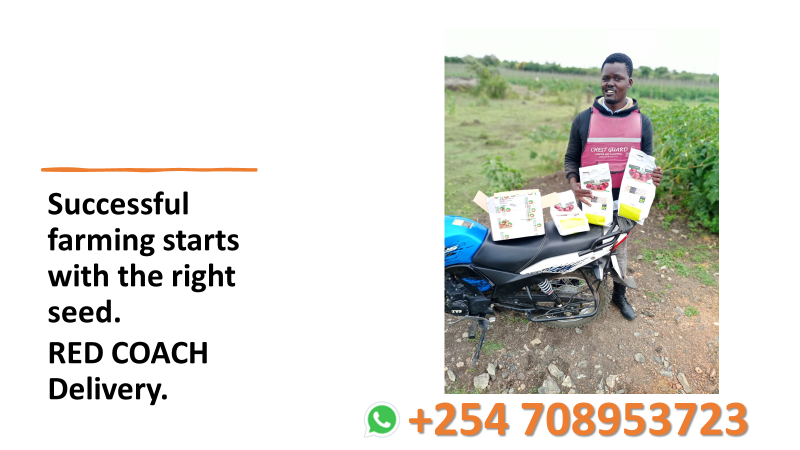 Successful
farming starts
with the right
seed.
RED COACH
Delivery.
CHEST GUARD
+254 708953723